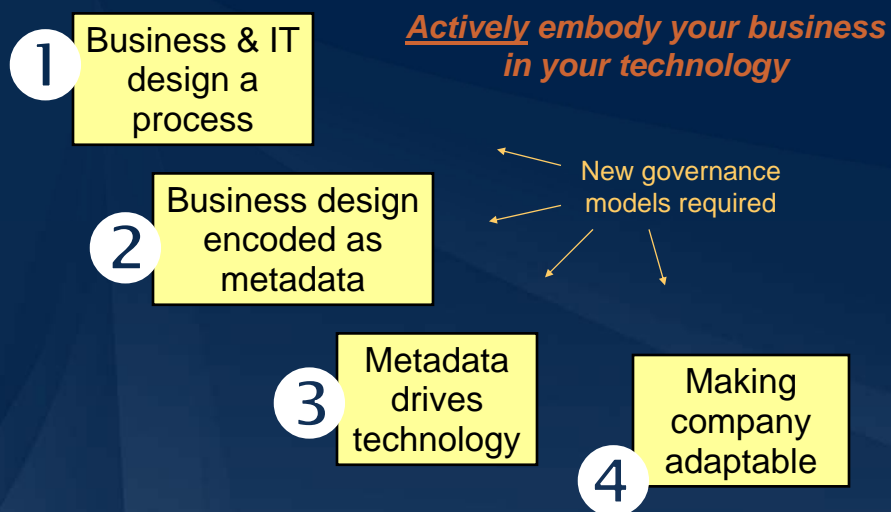 Actively embody your business
in your technology
1
Business & IT
design a
process
New governance
models required
2
Business design
encoded as
metadata
3
Metadata
drives
technology
4
Making
company
adaptable